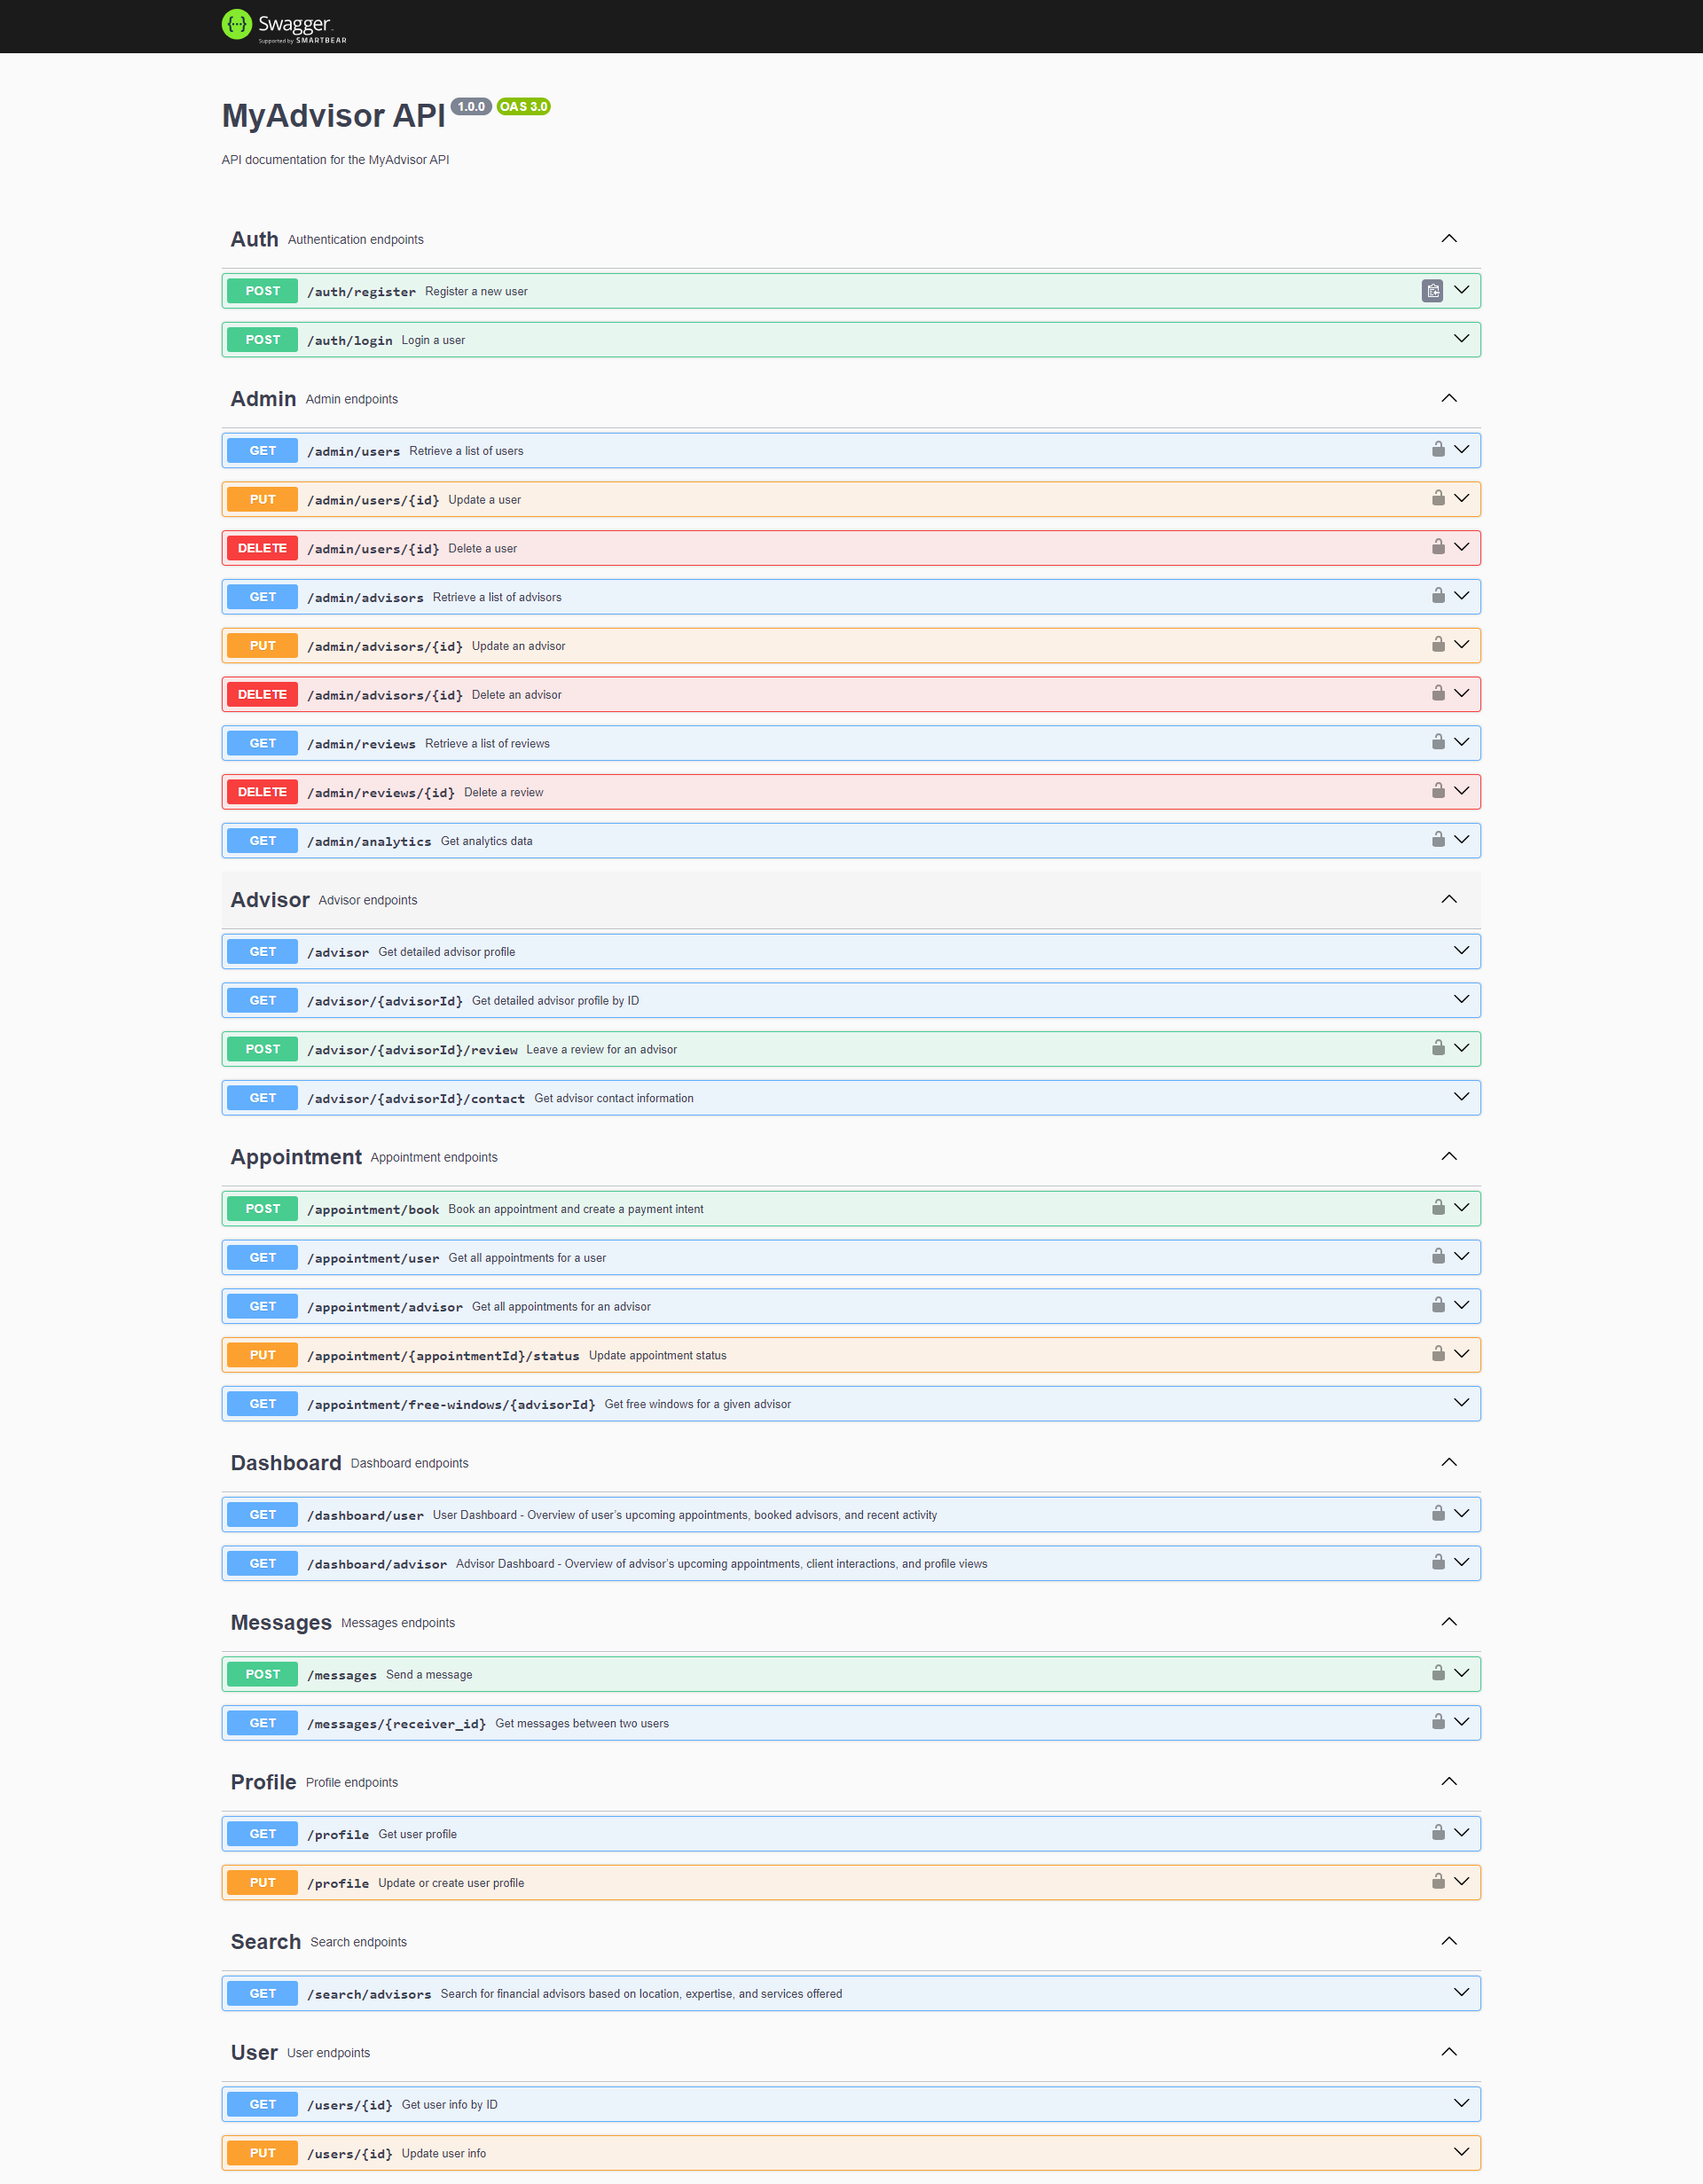 Swagger
Supported by SMARTBEAR
MyAdvisor API 1.0.0 OAS 3.0
API documentation for the MyAdvisor API
Auth Authentication endpoints
POST /auth/register Register a new user
POST /auth/login Login a user
Admin Admin endpoints
GET /admin/users Retrieve a list of users
PUT /admin/users/{id} Update a user
DELETE /admin/users/{id} Delete a user
GET /admin/advisors Retrieve a list of advisors
PUT /admin/advisors/{id} Update an advisor
DELETE /admin/advisors/{id} Delete an advisor
GET /admin/reviews Retrieve a list of reviews
DELETE /admin/reviews/{id} Delete a review
GET /admin/analytics Get analytics data
Advisor Advisor endpoints
GET /advisor Get detailed advisor profile
GET /advisor/{advisorId} Get detailed advisor profile by ID
POST /advisor/{advisorId}/review Leave a review for an advisor
GET /advisor/{advisorId}/contact Get advisor contact information
Appointment Appointment endpoints
POST /appointment/book Book an appointment and create a payment intent
GET /appointment/user Get all appointments for a user
GET /appointment/advisor Get all appointments for an advisor
PUT /appointment/{appointmentId}/status Update appointment status
GET /appointment/free-windows/{advisorId} Get free windows for a given advisor
Dashboard Dashboard endpoints
GET /dashboard/user User Dashboard - Overview of user's upcoming appointments, booked advisors, and recent activity
GET /dashboard/advisor Advisor Dashboard - Overview of advisor's upcoming appointments, client interactions, and profile views
Messages Messages endpoints
POST /messages Send a message
GET /messages/{receiver_id} Get messages between two users
Profile Profile endpoints
GET /profile Get user profile
PUT /profile Update or create user profile
Search Search endpoints
GET /search/advisors Search for financial advisors based on location, expertise, and services offered
User User endpoints
GET /users/{id} Get user info by ID
PUT /users/{id} Update user info